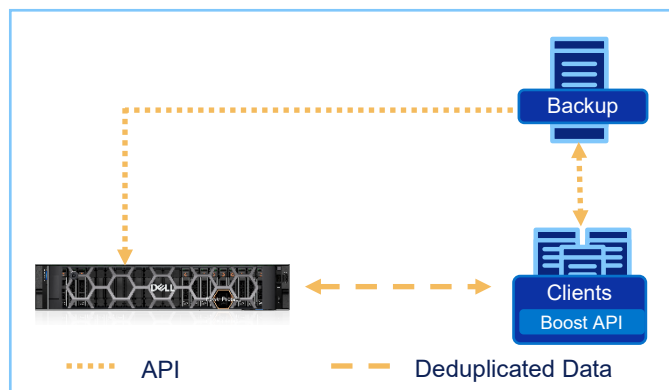 Backup
DELL
Clients
Boost API
API
Deduplicated Data